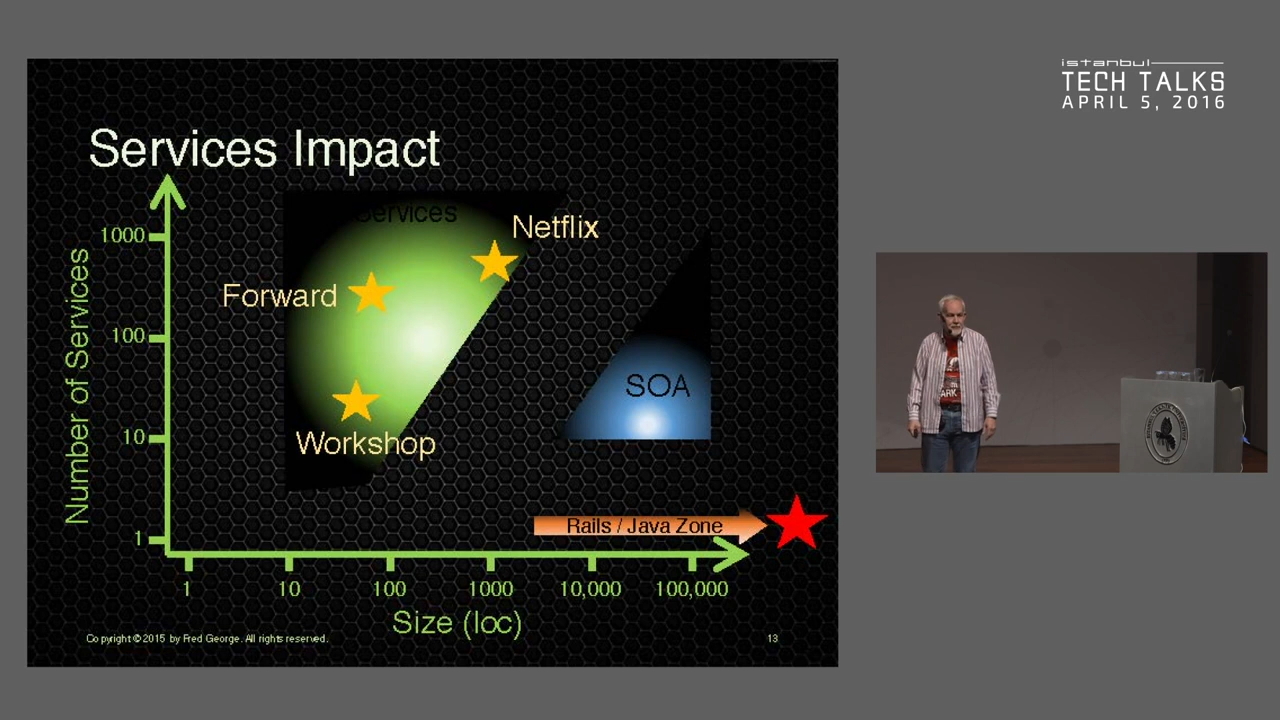 istanbul
TECH TALKS
APRIL 5, 2016
Services Impact
Number of Services
1000
100
10
1
Services
Netflix
Forward
Workshop
SOA
Rails / Java Zone
1
10
100
1000
10,000
100,000
Size (loc)
Copyright © 2015 by Fred George. All rights reserved.
13
ARK